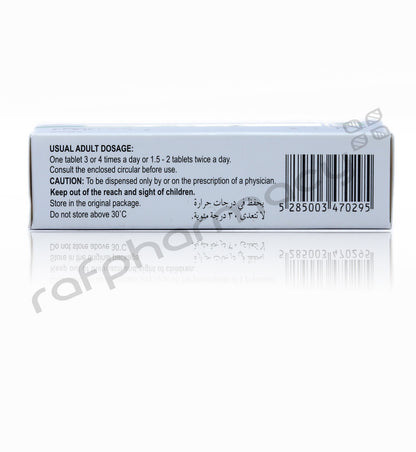 USUAL ADULT DOSAGE:
One tablet 3 or 4 times a day or 1.5 - 2 tablets twice a day.
Consult the enclosed circular before use.
CAUTION: To be dispensed only by or on the prescription of a physician.
Keep out of the reach and sight of children.
Store in the original package.
Do not store above 30˚C
يحفظ في درجات حرارة
لا تتعدى ٣٠ درجة مئوية.
5 285003 470295
rafpharmacy